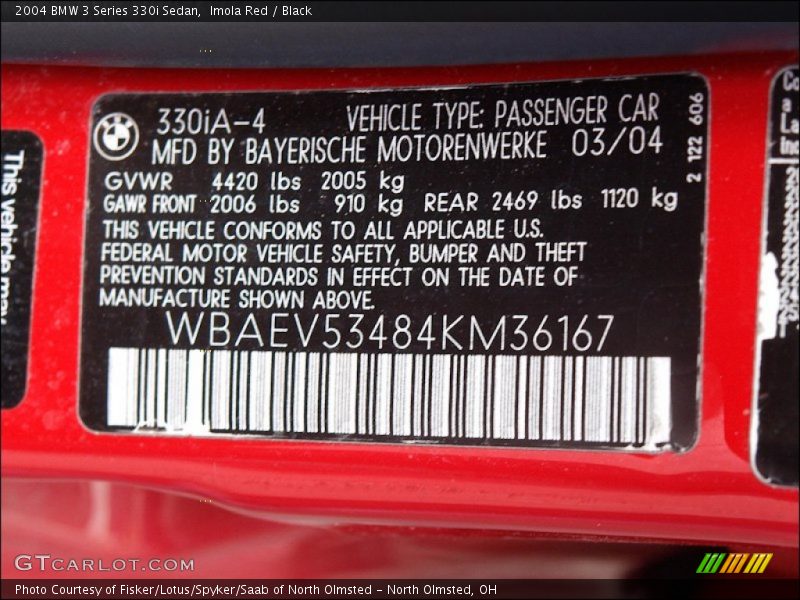 2004 BMW 3 Series 330i Sedan,  Imola Red / Black
330iA-4 VEHICLE TYPE: PASSENGER CAR
MFD BY BAYERISCHE MOTORENWERKE 03/04
GVWR 4420 lbs 2005 kg
GAWR FRONT 2006 lbs 910 kg REAR 2469 lbs 1120 kg
THIS VEHICLE CONFORMS TO ALL APPLICABLE U.S.
FEDERAL MOTOR VEHICLE SAFETY, BUMPER AND THEFT
PREVENTION STANDARDS IN EFFECT ON THE DATE OF
MANUFACTURE SHOWN ABOVE.
WBAEV53484KM36167
2 122 606
This vehicle may
GTCARLOT.COM
Photo Courtesy of Fisker/Lotus/Spyker/Saab of North Olmsted - North Olmsted, OH